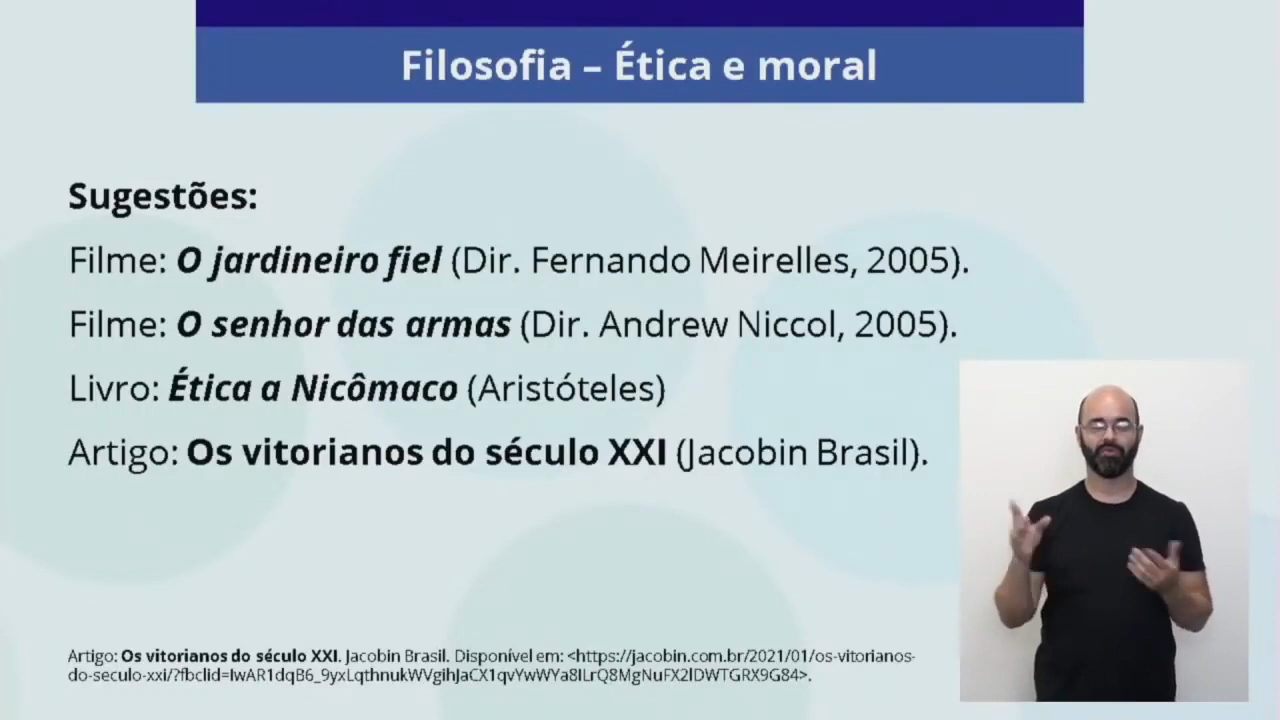 Filosofia – Ética e moral
Sugestões:
Filme: O jardineiro fiel (Dir. Fernando Meirelles, 2005).
Filme: O senhor das armas (Dir. Andrew Niccol, 2005).
Livro: Ética a Nicômaco (Aristóteles)
Artigo: Os vitorianos do século XXI (Jacobin Brasil).
Artigo: Os vitorianos do século XXI. Jacobin Brasil. Disponível em: <https://jacobin.com.br/2021/01/os-vitorianos-
do-seculo-xxi/?fbclid=IwAR1dqB6_9yxLqthnukWVgihJaCX1qvYwWYa8ILrQ8MgNuFX2lDWTGRX9G84>.